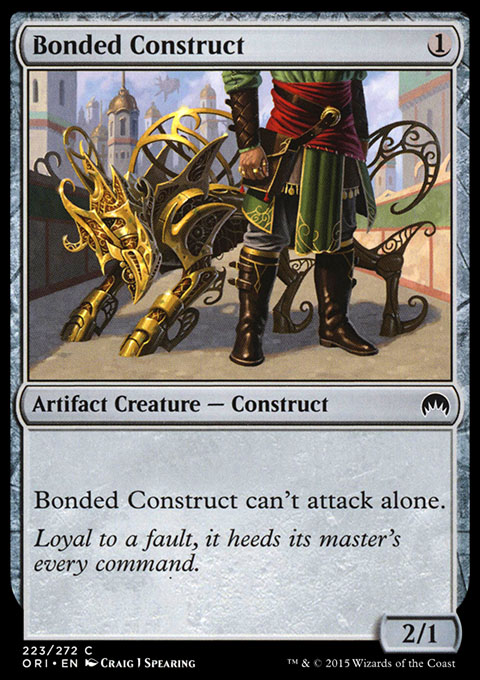 Bonded Construct 1
Artifact Creature — Construct
Bonded Construct can't attack alone.
Loyal to a fault, it heeds its master's
every command.
2/1
223/272 C
ORI • EN Craig J Spearing
™ & © 2015 Wizards of the Coast